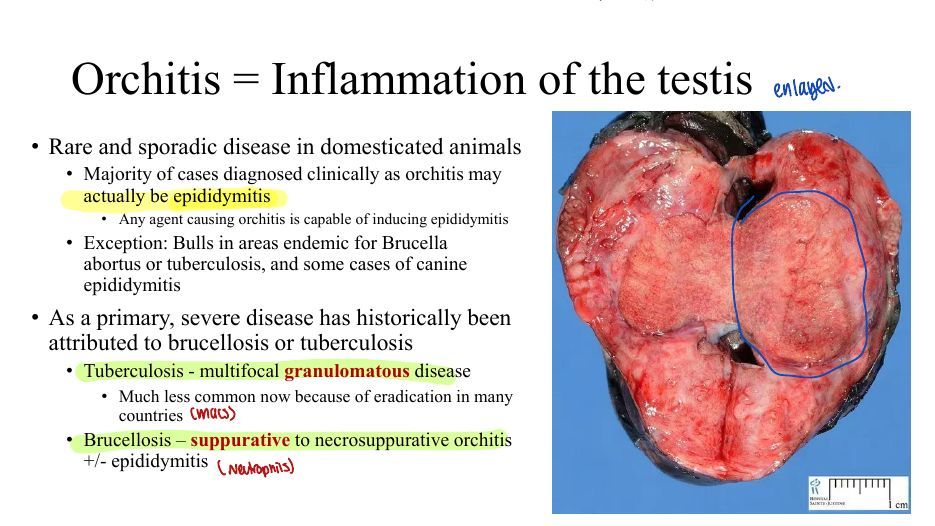 Orchitis = Inflammation of the testis
enlagen.
• Rare and sporadic disease in domesticated animals
• Majority of cases diagnosed clinically as orchitis may
actually be epididymitis
• Any agent causing orchitis is capable of inducing epididymitis
• Exception: Bulls in areas endemic for Brucella
abortus or tuberculosis, and some cases of canine
epididymitis
• As a primary, severe disease has historically been
attributed to brucellosis or tuberculosis
• Tuberculosis - multifocal granulomatous disease
• Much less common now because of eradication in many
countries (macs)
• Brucellosis – suppurative to necrosuppurative orchitis
+/- epididymitis (Neutrophils)
1 cm